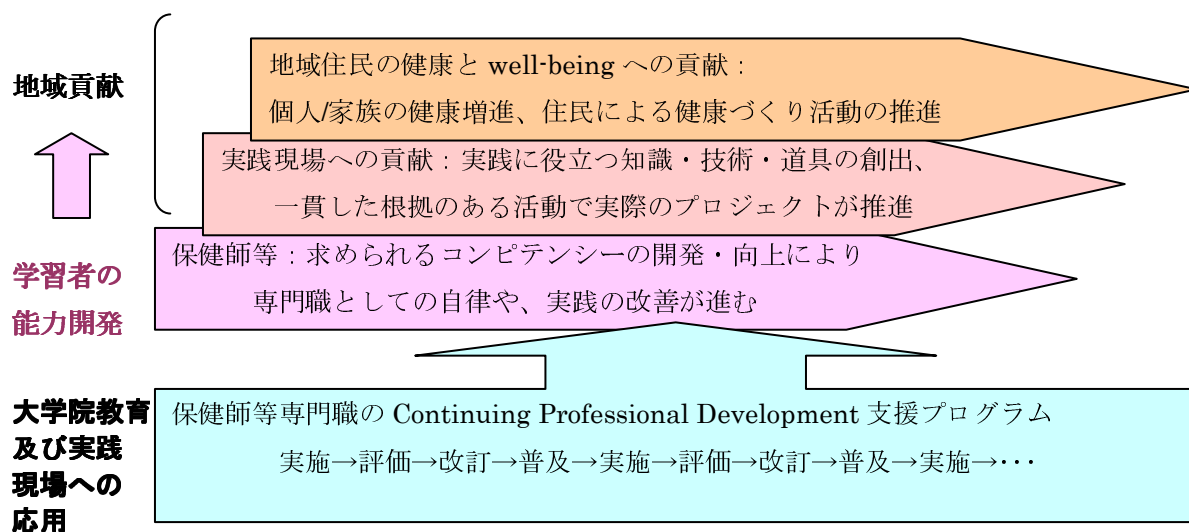 地域貢献
地域住民の健康と well-being への貢献：
個人/家族の健康増進、住民による健康づくり活動の推進
実践現場への貢献：実践に役立つ知識・技術・道具の創出、
一貫した根拠のある活動で実際のプロジェクトが推進
学習者の
能力開発
保健師等：求められるコンピテンシーの開発・向上により
専門職としての自律や、実践の改善が進む
大学院教育
及び実践
現場への
応用
保健師等専門職の Continuing Professional Development 支援プログラム
実施→評価→改訂→普及→実施→評価→改訂→普及→実施→･･･